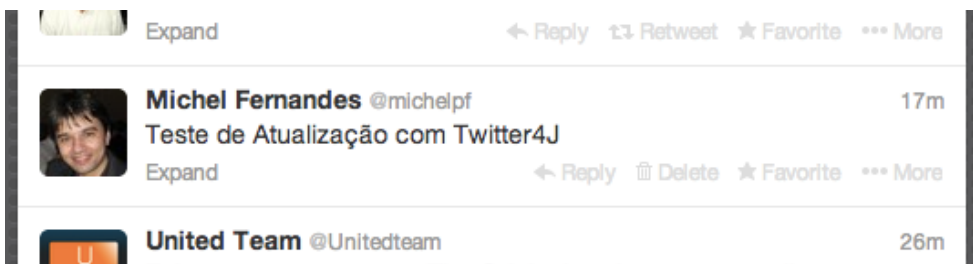 Expand Reply Retweet Favorite More
Michel Fernandes @michelpf 17m
Teste de Atualização com Twitter4J
Expand Reply Delete Favorite More
United Team @Unitedteam 26m
U